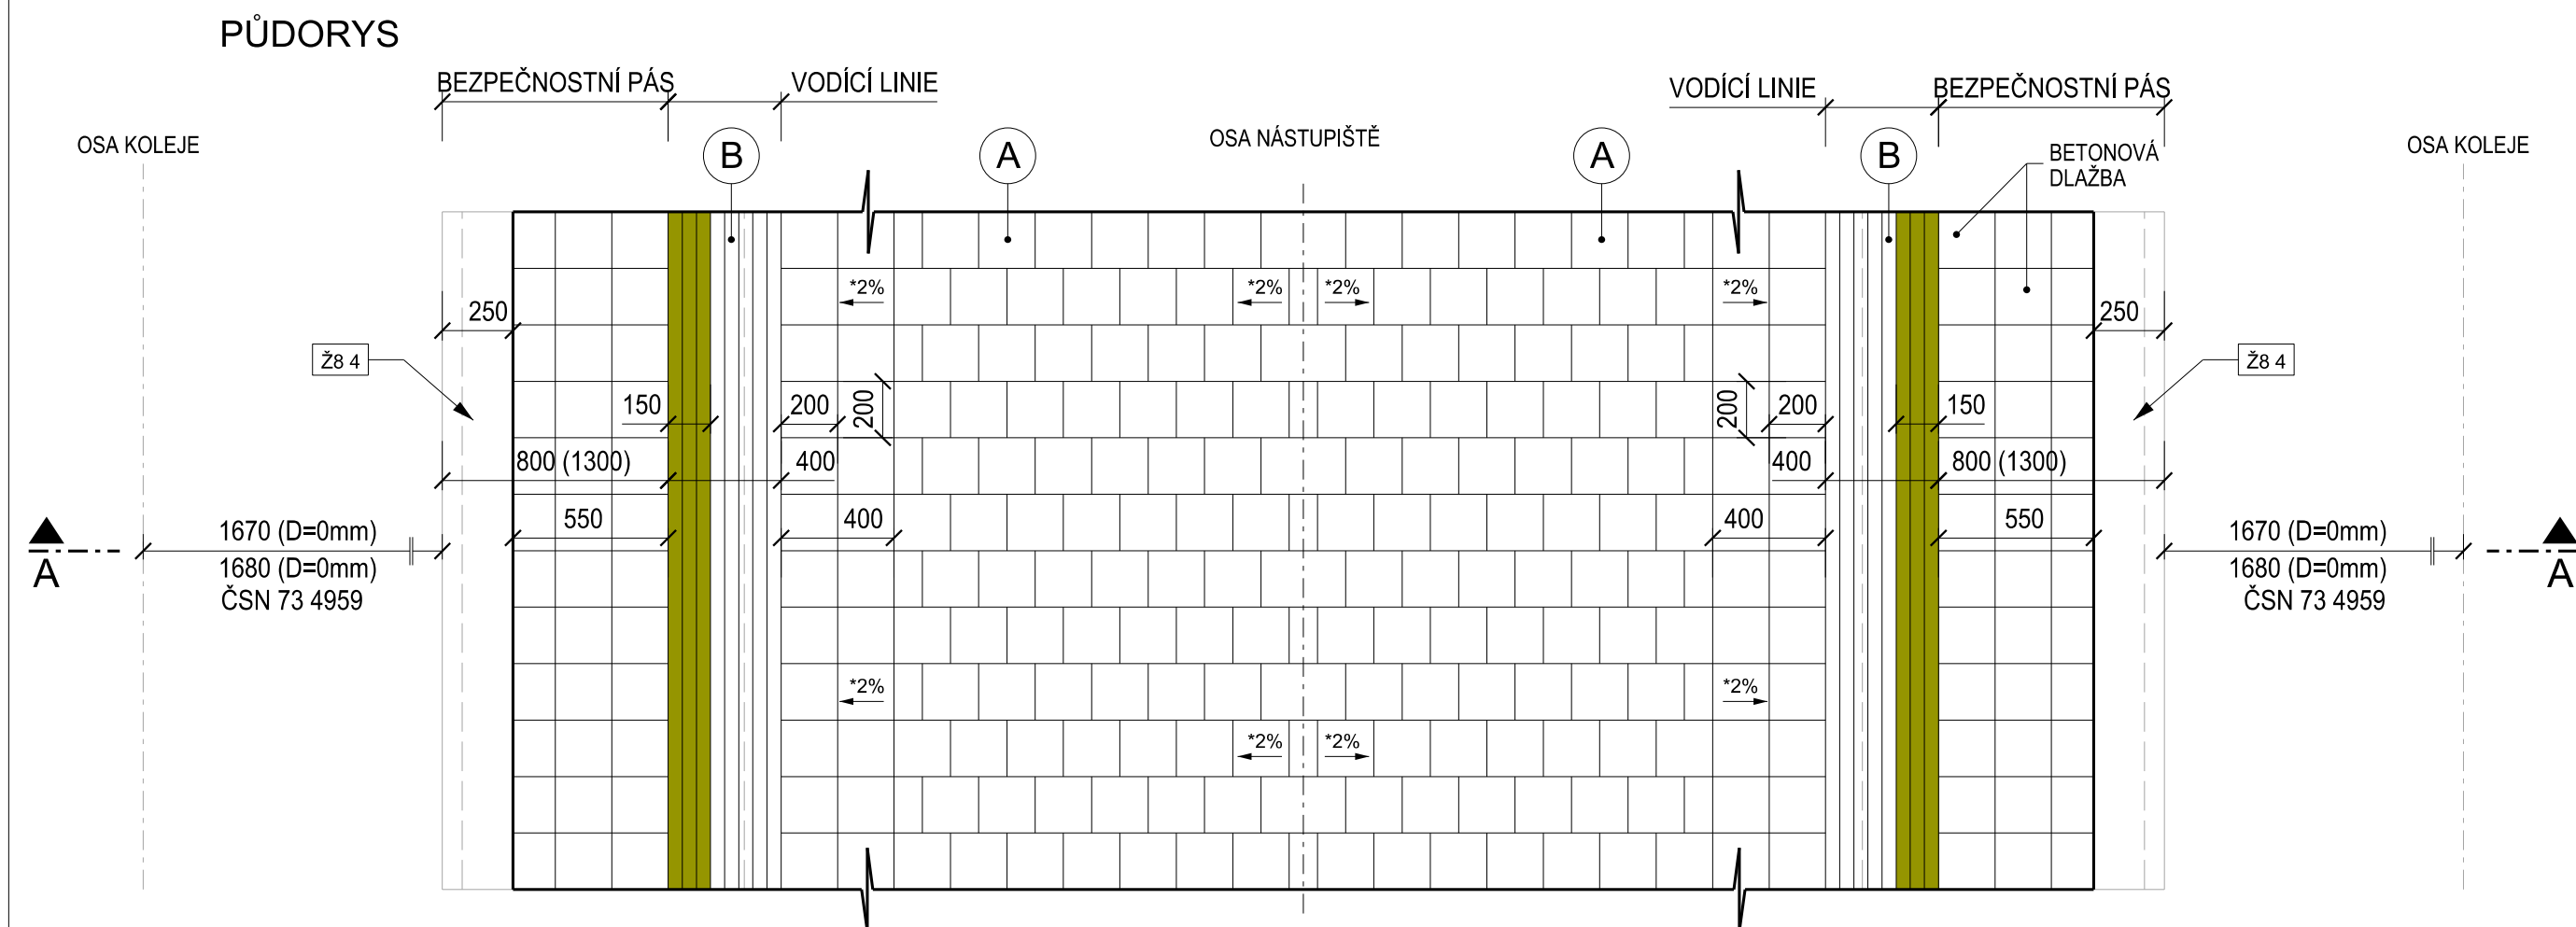 PŮDORYS
BEZPEČNOSTNÍ PÁS
VODÍCÍ LINIE
VODÍCÍ LINIE
BEZPEČNOSTNÍ PÁS
OSA KOLEJE
B
A
OSA NÁSTUPIŠTĚ
A
B
BETONOVÁ
DLAŽBA
OSA KOLEJE
*2%
*2%
*2%
*2%
250
250
Ž8 4
Ž8 4
150
200
200
200
200
150
800 (1300)
400
400
800 (1300)
550
400
400
550
1670 (D=0mm)
1680 (D=0mm)
ČSN 73 4959
A
1670 (D=0mm)
1680 (D=0mm)
ČSN 73 4959
A
*2%
*2%
*2%
*2%